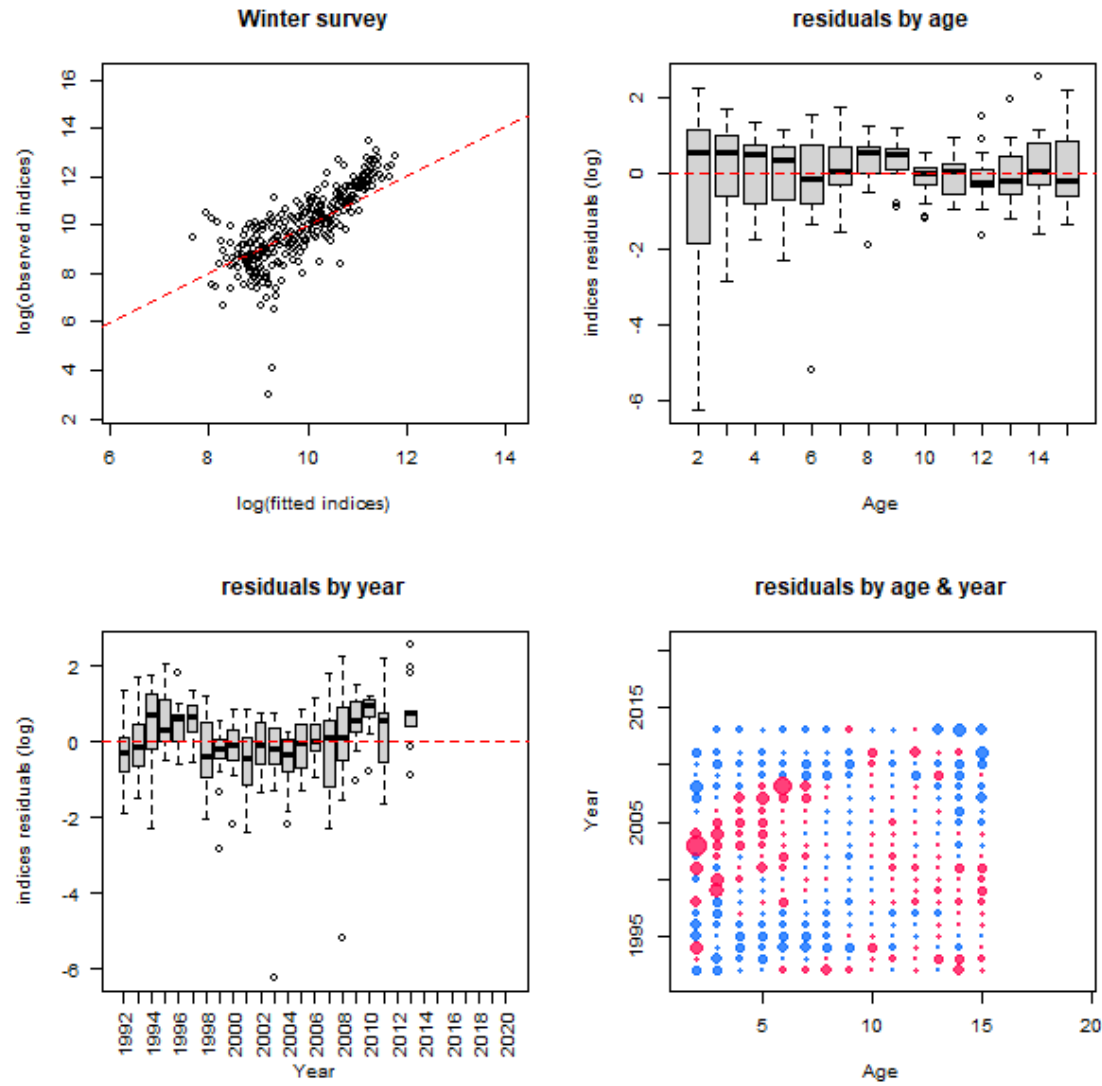 Winter survey
log(observed indices)
16
14
12
10
8
6
4
2
6 8 10 12 14
log(fitted indices)
residuals by age
indices residuals (log)
2
0
-2
-4
-6
2 4 6 8 10 12 14
Age
residuals by year
indices residuals (log)
2
0
-2
-4
-6
1992 1994 1996 1998 2000 2002 2004 2006 2008 2010 2012 2014 2016 2018 2020
Year
residuals by age & year
Year
2015
2005
1995
5 10 15 20
Age